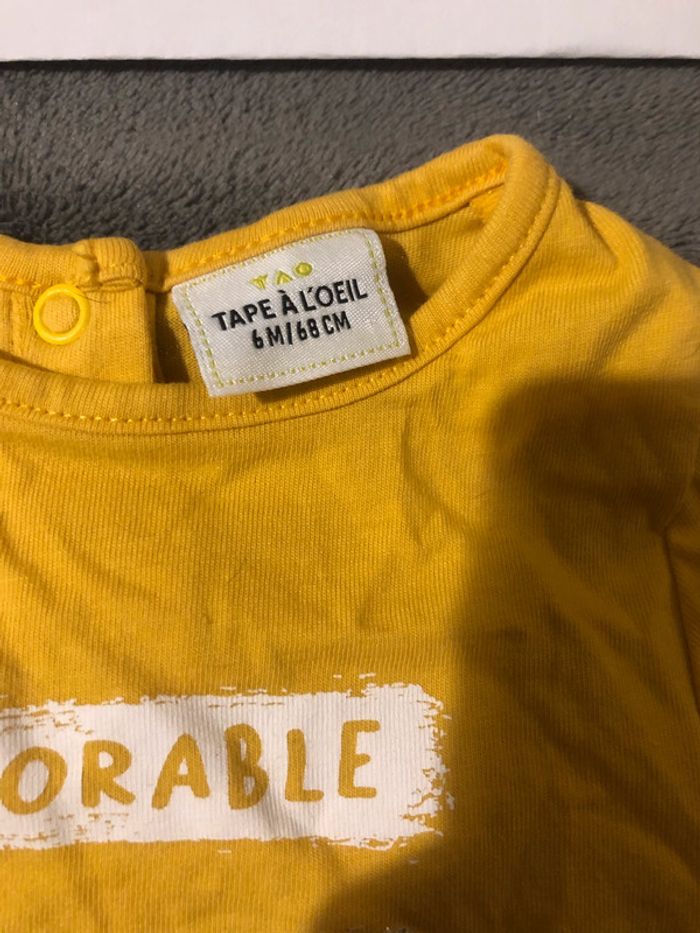 TAO
TAPE À L'OEIL
6M/68CM
ORABLE